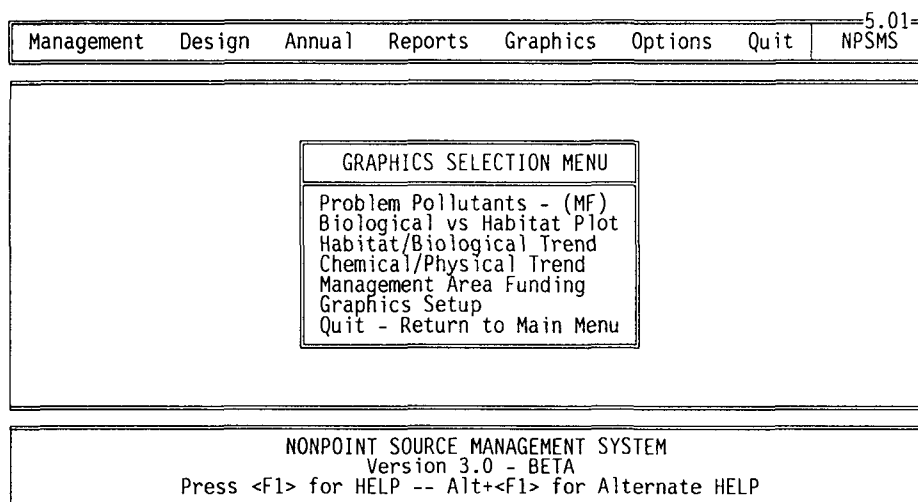 5.01
Management Design Annual Reports Graphics Options Quit NPSMS
GRAPHICS SELECTION MENU
Problem Pollutants - (MF)
Biological vs Habitat Plot
Habitat/Biological Trend
Chemical/Physical Trend
Management Area Funding
Graphics Setup
Quit - Return to Main Menu
NONPOINT SOURCE MANAGEMENT SYSTEM
Version 3.0 - BETA
Press <F1> for HELP -- Alt+<F1> for Alternate HELP